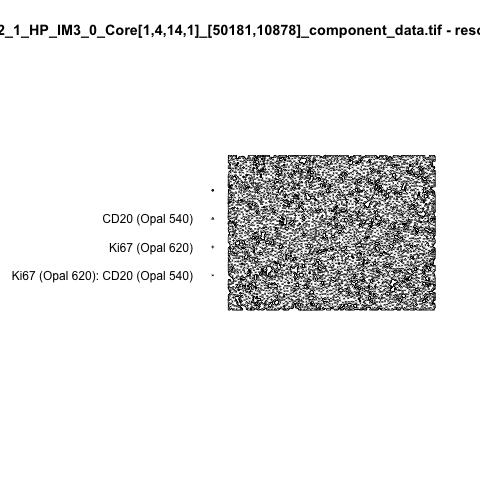 2_1_HP_IM3_0_Core[1,4,14,1]_[50181,10878]_component_data.tif - reso
CD20 (Opal 540)
Ki67 (Opal 620)
Ki67 (Opal 620): CD20 (Opal 540)